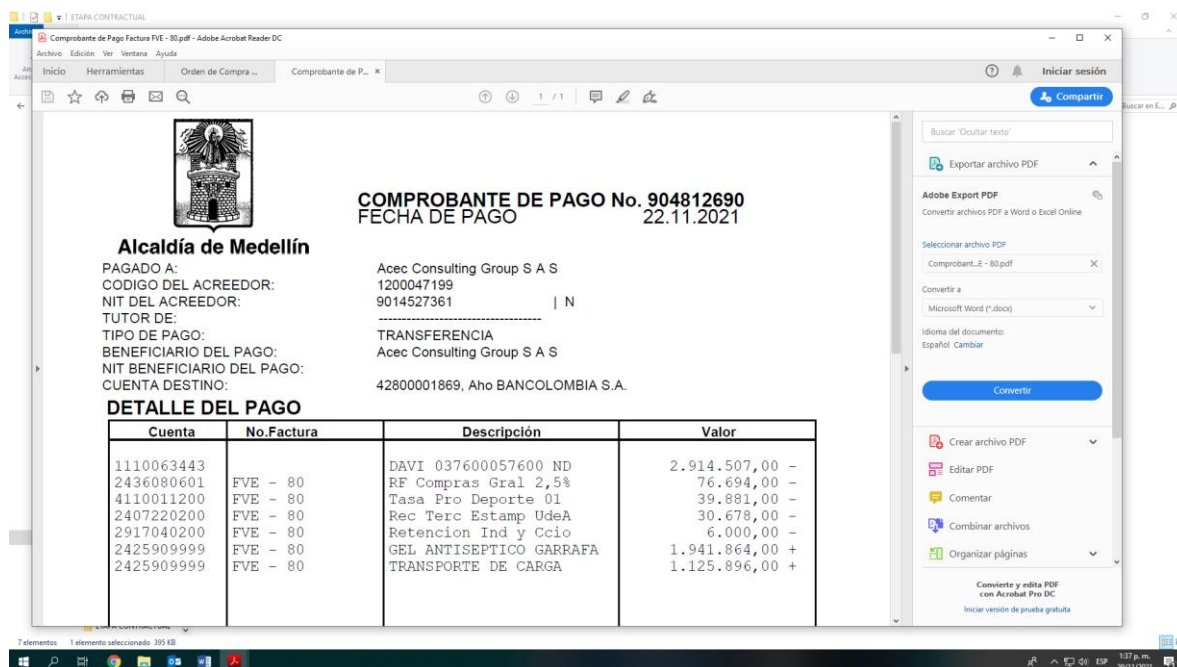 ETAPA CONTRACTUAL
Comprobante de Pago Factura FVE - 80.pdf - Adobe Acrobat Reader DC
Archivo Edición Ver Ventana Ayuda
Inicio Herramientas Orden de Compra ... Comprobante de P... × Iniciar sesión
1 / 1 Compartir
Buscar en E...
Alcaldía de Medellín
COMPROBANTE DE PAGO No. 904812690
FECHA DE PAGO 22.11.2021
PAGADO A: Acec Consulting Group S A S
CODIGO DEL ACREEDOR: 1200047199
NIT DEL ACREEDOR: 9014527361 | N
TUTOR DE: -----------------------------------
TIPO DE PAGO: TRANSFERENCIA
BENEFICIARIO DEL PAGO: Acec Consulting Group S A S
NIT BENEFICIARIO DEL PAGO:
CUENTA DESTINO: 42800001869, Aho BANCOLOMBIA S.A.
DETALLE DEL PAGO
Cuenta No.Factura Descripción Valor
1110063443 DAVI 037600057600 ND 2.914.507,00 -
2436080601 FVE - 80 RF Compras Gral 2,5% 76.694,00 -
4110011200 FVE - 80 Tasa Pro Deporte 01 39.881,00 -
2407220200 FVE - 80 Rec Terc Estamp UdeA 30.678,00 -
2917040200 FVE - 80 Retencion Ind y Ccio 6.000,00 -
2425909999 FVE - 80 GEL ANTISEPTICO GARRAFA 1.941.864,00 +
2425909999 FVE - 80 TRANSPORTE DE CARGA 1.125.896,00 +
Buscar 'Ocultar texto'
Exportar archivo PDF
Adobe Export PDF
Convertir archivos PDF a Word o Excel Online
Seleccionar archivo PDF
Comprobant...E - 80.pdf ×
Convertir a
Microsoft Word (*.docx)
Idioma del documento:
Español Cambiar
Convertir
Crear archivo PDF
Editar PDF
Comentar
Combinar archivos
Organizar páginas
Convierte y edita PDF
con Acrobat Pro DC
Iniciar versión de prueba gratuita
7 elementos 1 elemento seleccionado 395 KB
ESP 1:37 p. m.